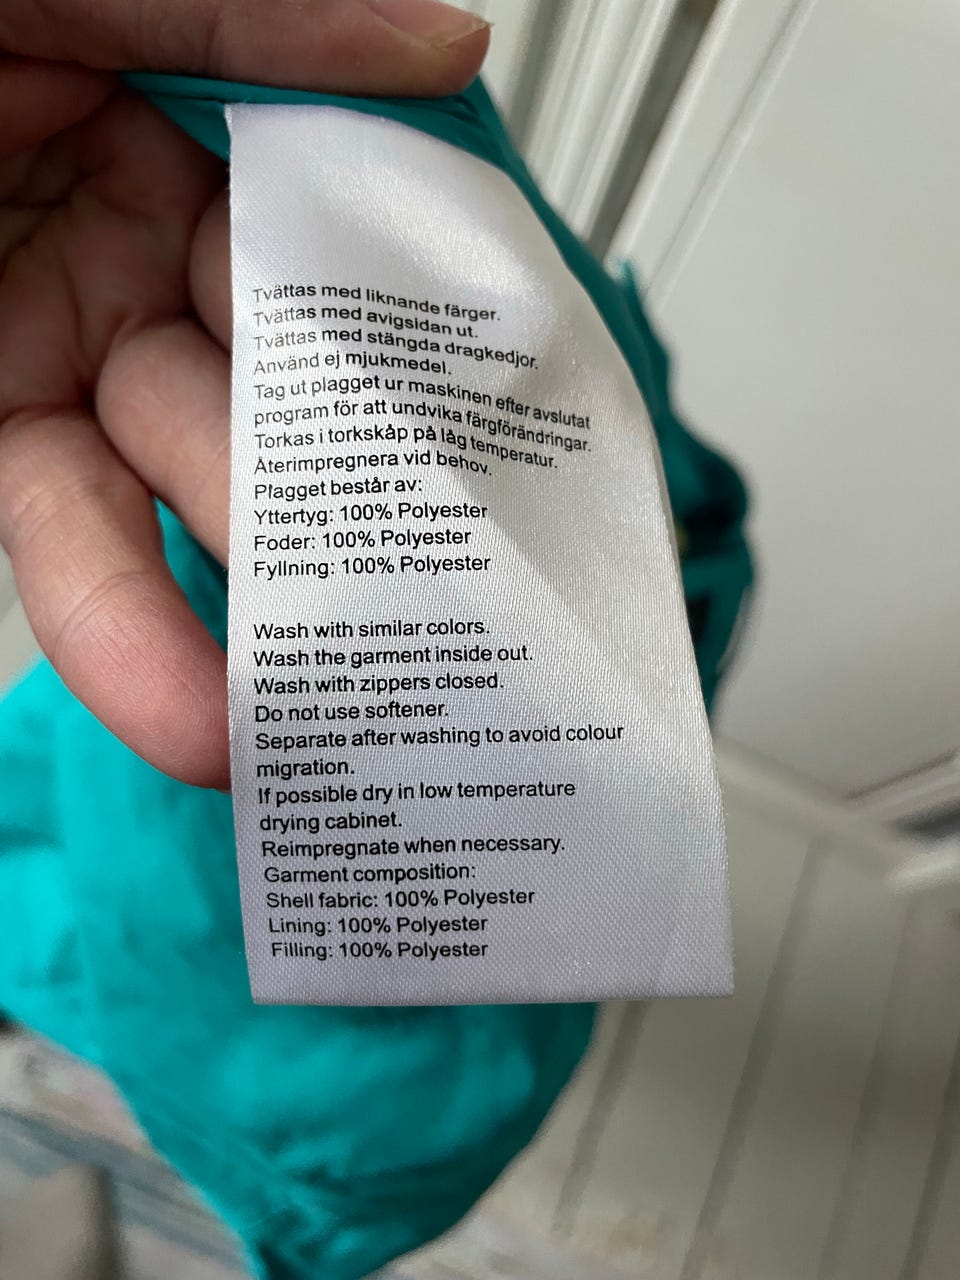 Tvättas med liknande färger.
Tvättas med avigsidan ut.
Tvättas med stängda dragkedjor.
Använd ej mjukmedel.
Tag ut plagget ur maskinen efter avslutat
program för att undvika färgförändringar.
Torkas i torkskåp på låg temperatur.
Återimpregnera vid behov.
Plagget består av:
Yttertyg: 100% Polyester
Foder: 100% Polyester
Fyllning: 100% Polyester
Wash with similar colors.
Wash the garment inside out.
Wash with zippers closed.
Do not use softener.
Separate after washing to avoid colour
migration.
If possible dry in low temperature
drying cabinet.
Reimpregnate when necessary.
Garment composition:
Shell fabric: 100% Polyester
Lining: 100% Polyester
Filling: 100% Polyester